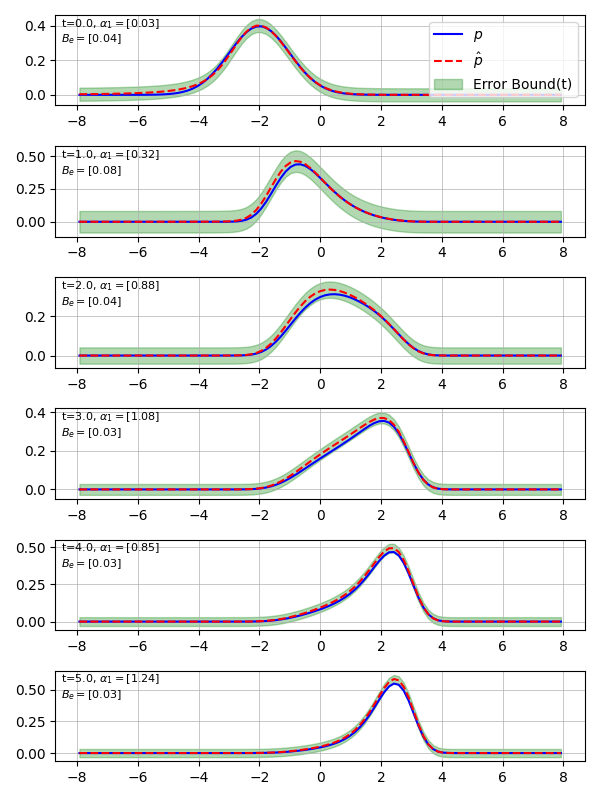 t=0.0, α₁ = [0.03]
Bₑ = [0.04]
p
p̂
Error Bound(t)
0.4
0.2
0.0
−8 −6 −4 −2 0 2 4 6 8
t=1.0, α₁ = [0.32]
Bₑ = [0.08]
0.50
0.25
0.00
−8 −6 −4 −2 0 2 4 6 8
t=2.0, α₁ = [0.88]
Bₑ = [0.04]
0.2
0.0
−8 −6 −4 −2 0 2 4 6 8
t=3.0, α₁ = [1.08]
Bₑ = [0.03]
0.4
0.2
0.0
−8 −6 −4 −2 0 2 4 6 8
t=4.0, α₁ = [0.85]
Bₑ = [0.03]
0.50
0.25
0.00
−8 −6 −4 −2 0 2 4 6 8
t=5.0, α₁ = [1.24]
Bₑ = [0.03]
0.50
0.25
0.00
−8 −6 −4 −2 0 2 4 6 8